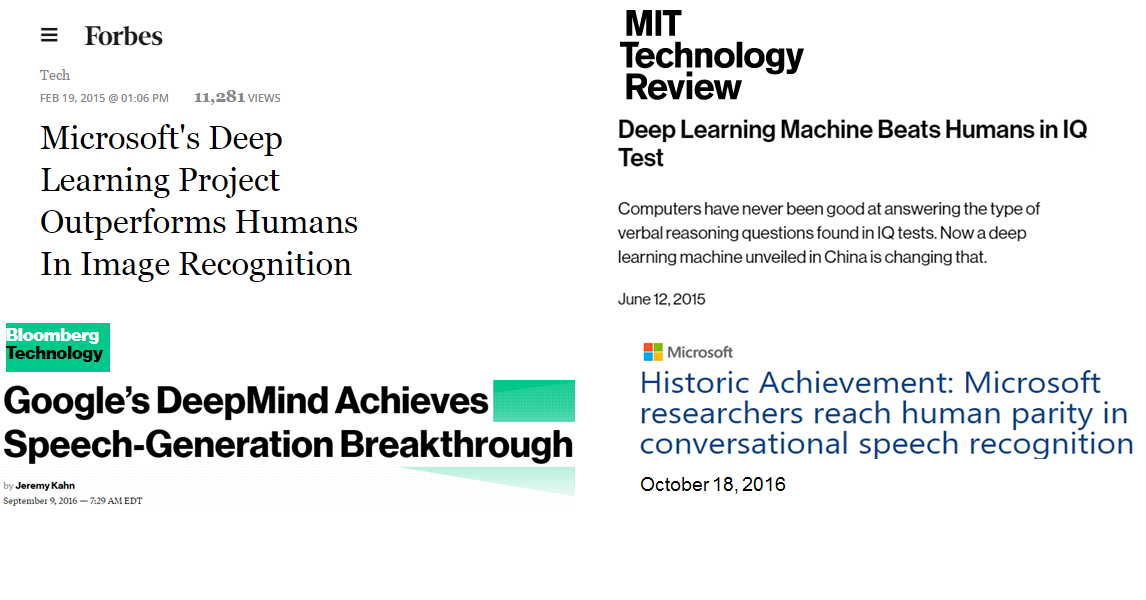 Forbes
Tech
FEB 19, 2015 @ 01:06 PM 11,281 VIEWS
Microsoft's Deep
Learning Project
Outperforms Humans
In Image Recognition
MIT
Technology
Review
Deep Learning Machine Beats Humans in IQ
Test
Computers have never been good at answering the type of
verbal reasoning questions found in IQ tests. Now a deep
learning machine unveiled in China is changing that.
June 12, 2015
Bloomberg
Technology
Google's DeepMind Achieves
Speech-Generation Breakthrough
by Jeremy Kahn
September 9, 2016 — 7:29 AM EDT
Microsoft
Historic Achievement: Microsoft
researchers reach human parity in
conversational speech recognition
October 18, 2016